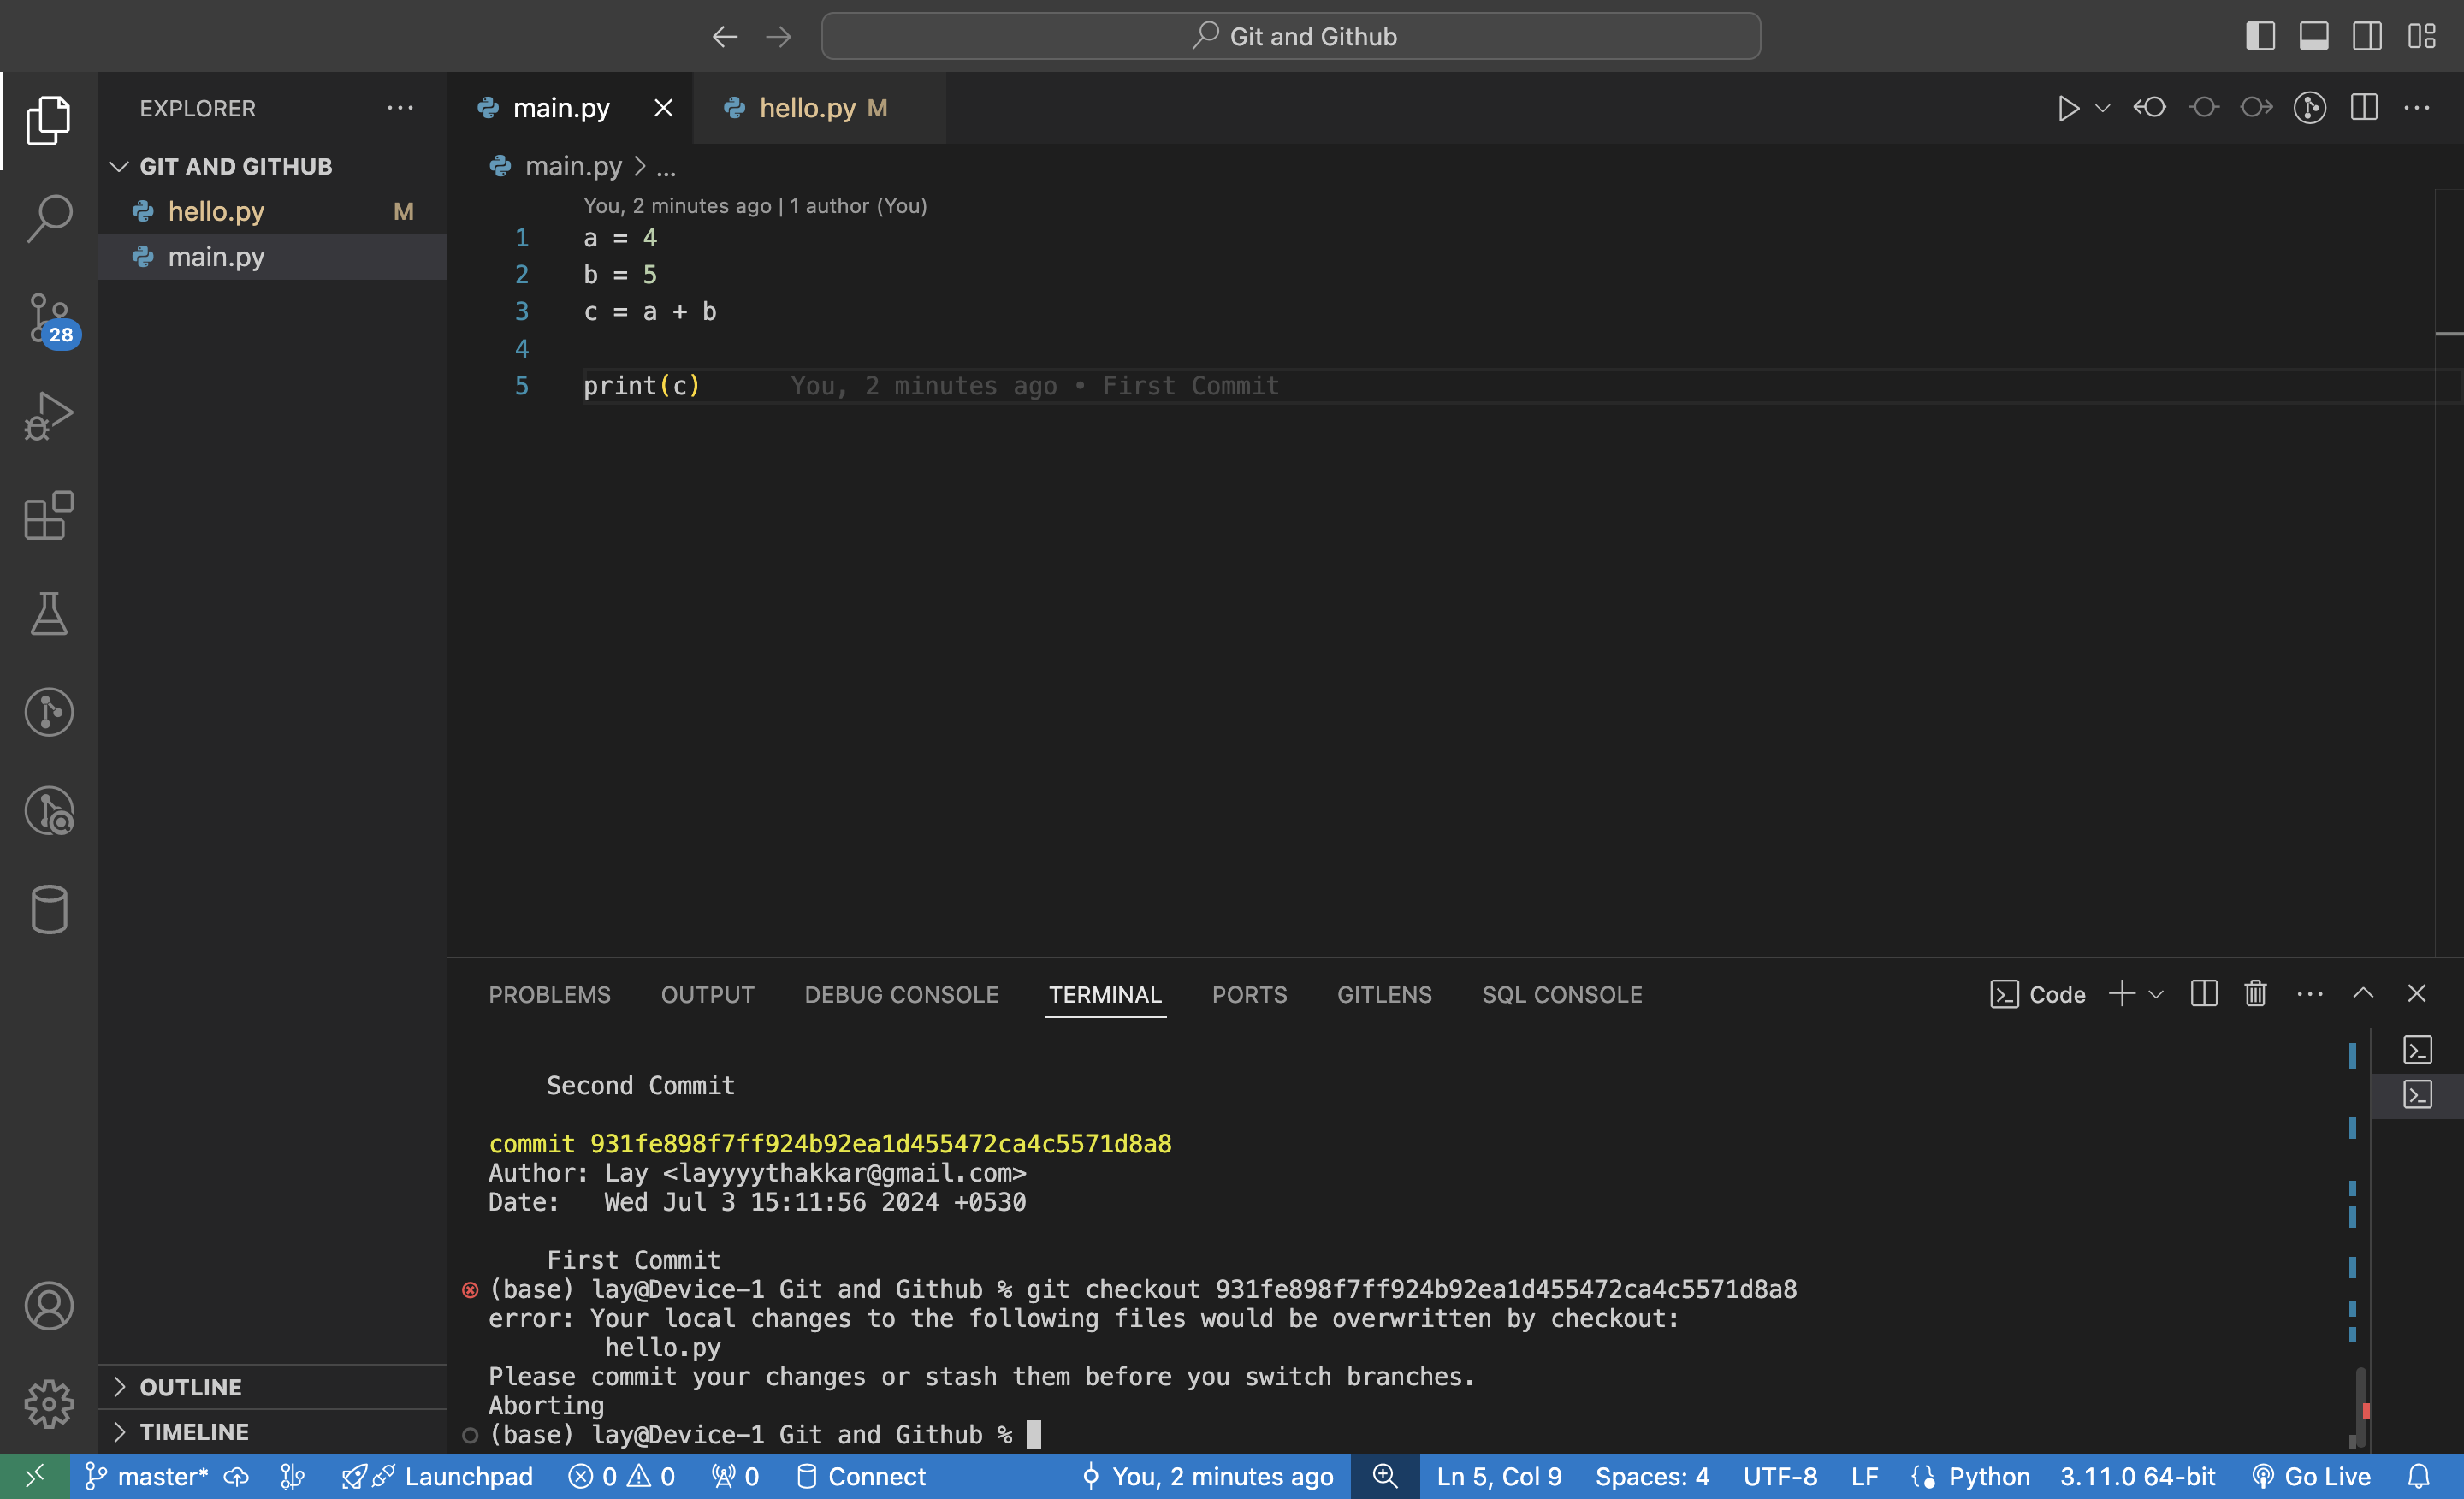 Git and Github
EXPLORER
GIT AND GITHUB
hello.py M
main.py
28
main.py
hello.py M
main.py > ...
You, 2 minutes ago | 1 author (You)
1 a = 4
2 b = 5
3 c = a + b
4
5 print(c) You, 2 minutes ago • First Commit
PROBLEMS OUTPUT DEBUG CONSOLE TERMINAL PORTS GITLENS SQL CONSOLE
Code
Second Commit
commit 931fe898f7ff924b92ea1d455472ca4c5571d8a8
Author: Lay <layyyythakkar@gmail.com>
Date: Wed Jul 3 15:11:56 2024 +0530
First Commit
(base) lay@Device-1 Git and Github % git checkout 931fe898f7ff924b92ea1d455472ca4c5571d8a8
error: Your local changes to the following files would be overwritten by checkout:
hello.py
Please commit your changes or stash them before you switch branches.
Aborting
(base) lay@Device-1 Git and Github %
OUTLINE
TIMELINE
master* Launchpad 0 0 0 Connect You, 2 minutes ago Ln 5, Col 9 Spaces: 4 UTF-8 LF Python 3.11.0 64-bit Go Live